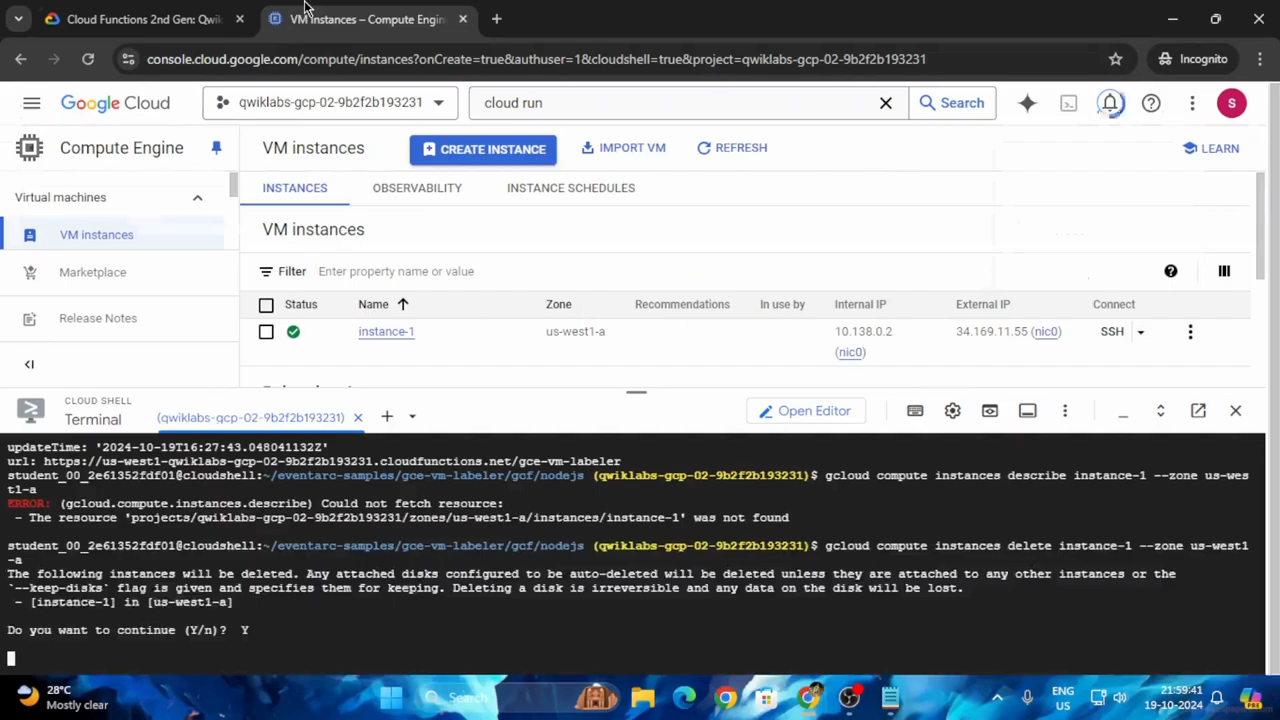 Cloud Functions 2nd Gen: Qwik
VM instances – Compute Engin
console.cloud.google.com/compute/instances?onCreate=true&authuser=1&cloudshell=true&project=qwiklabs-gcp-02-9b2f2b193231
Incognito
Google Cloud
qwiklabs-gcp-02-9b2f2b193231
cloud run
Search
S
Compute Engine
VM instances
CREATE INSTANCE
IMPORT VM
REFRESH
LEARN
Virtual machines
INSTANCES
OBSERVABILITY
INSTANCE SCHEDULES
VM instances
VM instances
Filter
Enter property name or value
Marketplace
Status
Name
Zone
Recommendations
In use by
Internal IP
External IP
Connect
Release Notes
instance-1
us-west1-a
10.138.0.2
(nic0)
34.169.11.55 (nic0)
SSH
CLOUD SHELL
Terminal
(qwiklabs-gcp-02-9b2f2b193231)
Open Editor
updateTime: '2024-10-19T16:27:43.048041132Z'
url: https://us-west1-qwiklabs-gcp-02-9b2f2b193231.cloudfunctions.net/gce-vm-labeler
student_00_2e61352fdf01@cloudshell:~/eventarc-samples/gce-vm-labeler/gcf/nodejs (qwiklabs-gcp-02-9b2f2b193231)$ gcloud compute instances describe instance-1 --zone us-wes
t1-a
ERROR: (gcloud.compute.instances.describe) Could not fetch resource:
- The resource 'projects/qwiklabs-gcp-02-9b2f2b193231/zones/us-west1-a/instances/instance-1' was not found
student_00_2e61352fdf01@cloudshell:~/eventarc-samples/gce-vm-labeler/gcf/nodejs (qwiklabs-gcp-02-9b2f2b193231)$ gcloud compute instances delete instance-1 --zone us-west1
-a
The following instances will be deleted. Any attached disks configured to be auto-deleted will be deleted unless they are attached to any other instances or the
`--keep-disks` flag is given and specifies them for keeping. Deleting a disk is irreversible and any data on the disk will be lost.
- [instance-1] in [us-west1-a]
Do you want to continue (Y/n)? Y
28°C
Mostly clear
Search
ENG
US
21:59:41
19-10-2024
PRE